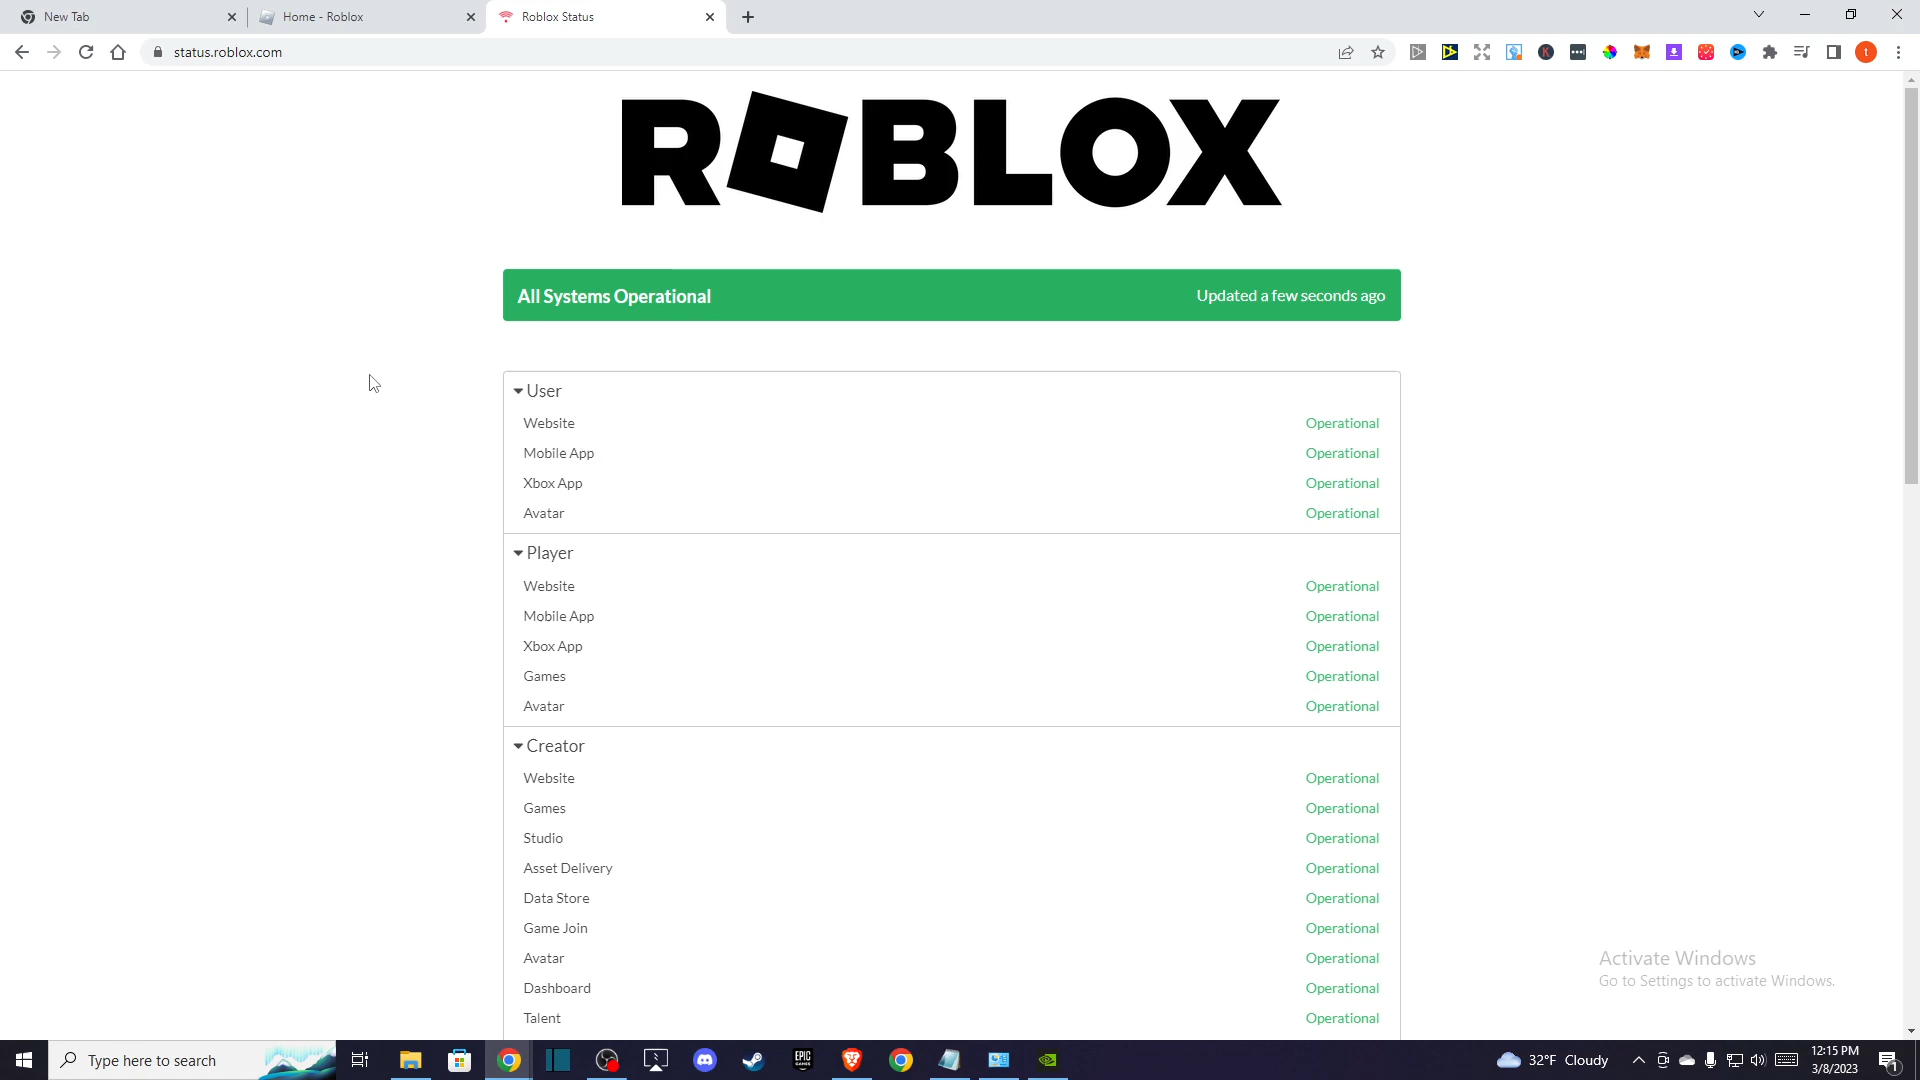 New Tab
Home - Roblox
Roblox Status
status.roblox.com
ROBLOX
All Systems Operational
Updated a few seconds ago
User
Website Operational
Mobile App Operational
Xbox App Operational
Avatar Operational
Player
Website Operational
Mobile App Operational
Xbox App Operational
Games Operational
Avatar Operational
Creator
Website Operational
Games Operational
Studio Operational
Asset Delivery Operational
Data Store Operational
Game Join Operational
Avatar Operational
Dashboard Operational
Talent Operational
Activate Windows
Go to Settings to activate Windows.
Type here to search
EPIC GAMES
32°F Cloudy
12:15 PM
3/8/2023
t
K
1